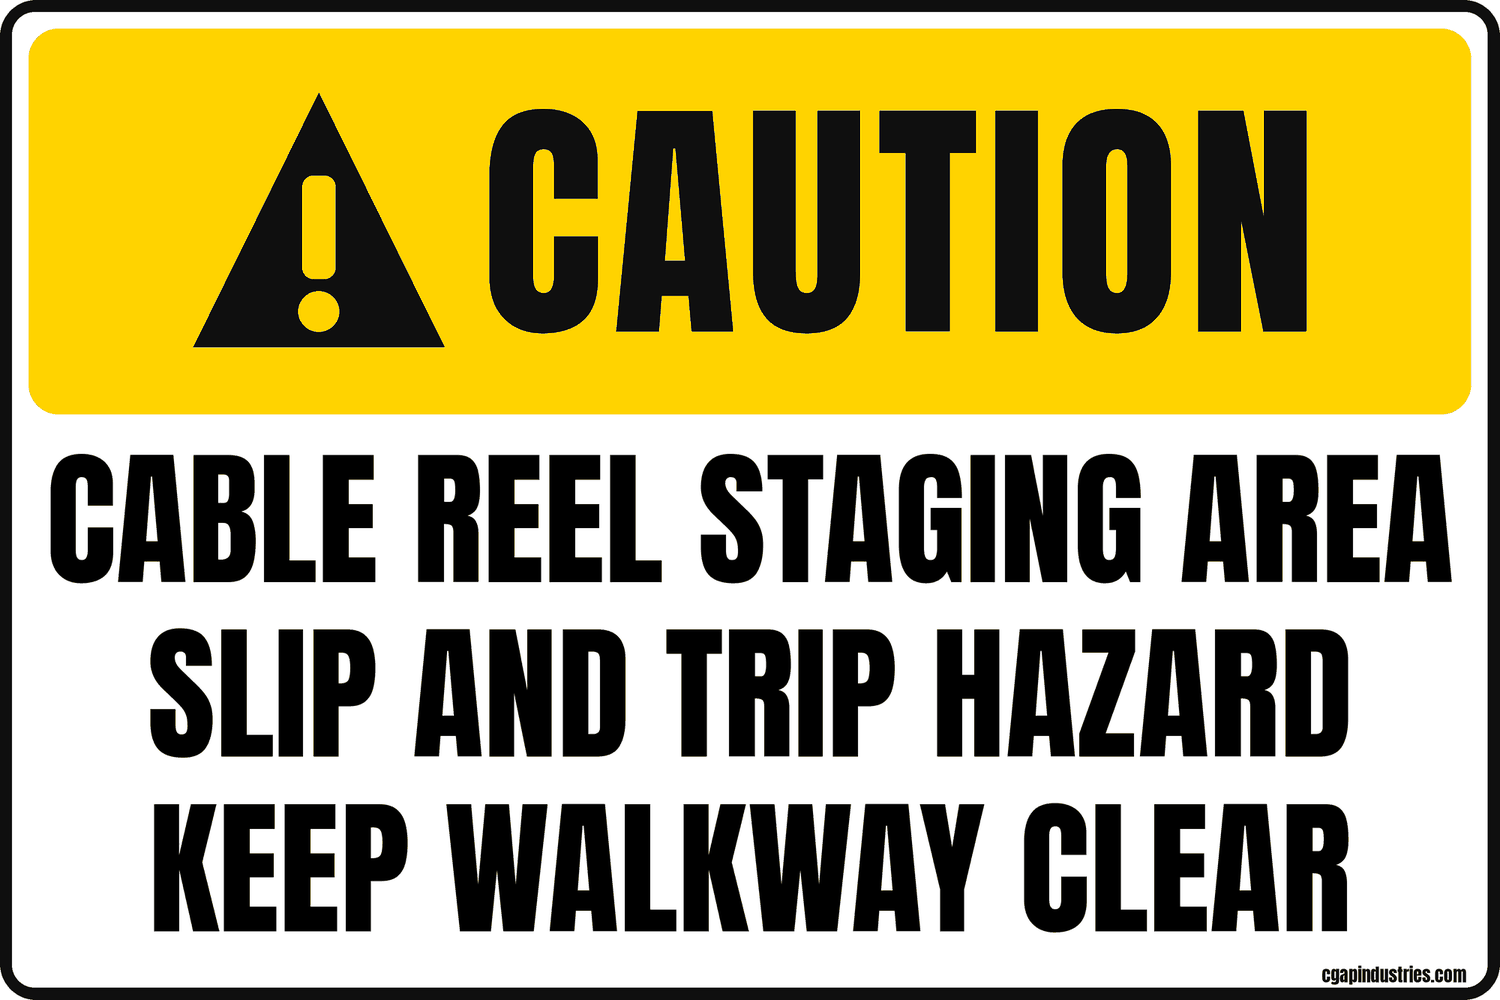 CAUTION
CABLE REEL STAGING AREA
SLIP AND TRIP HAZARD
KEEP WALKWAY CLEAR
cgapindustries.com